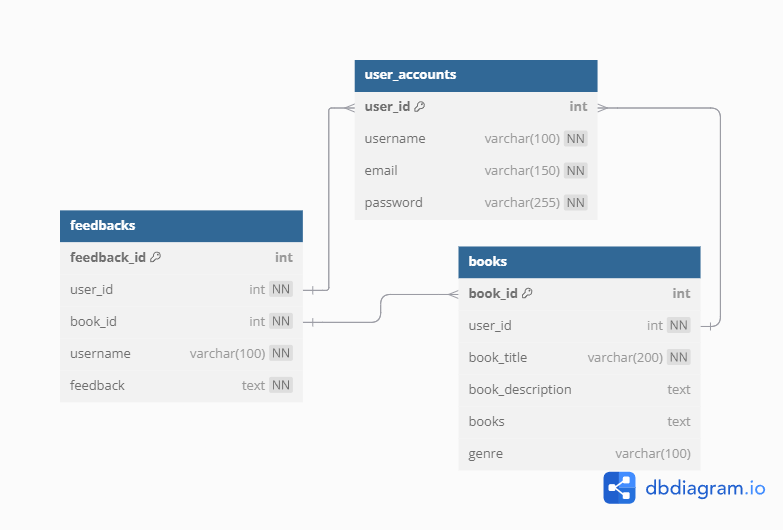 user_accounts
user_id int
username varchar(100) NN
email varchar(150) NN
password varchar(255) NN
feedbacks
feedback_id int
user_id int NN
book_id int NN
username varchar(100) NN
feedback text NN
books
book_id int
user_id int NN
book_title varchar(200) NN
book_description text
books text
genre varchar(100)
dbdiagram.io